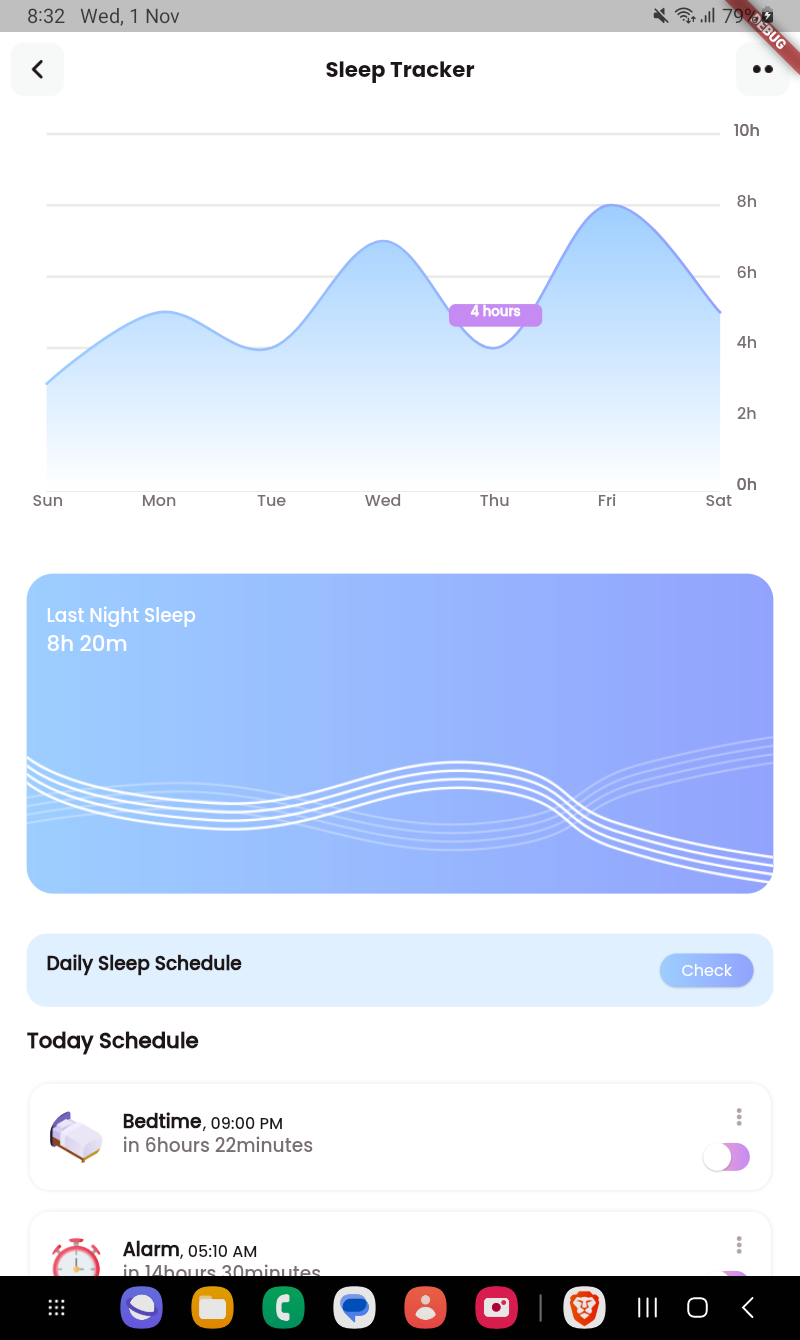 8:32 Wed, 1 Nov 79%
DEBUG
Sleep Tracker
10h
8h
6h
4 hours
4h
2h
0h
Sun Mon Tue Wed Thu Fri Sat
Last Night Sleep
8h 20m
Daily Sleep Schedule
Check
Today Schedule
Bedtime, 09:00 PM
in 6hours 22minutes
Alarm, 05:10 AM
in 14hours 30minutes